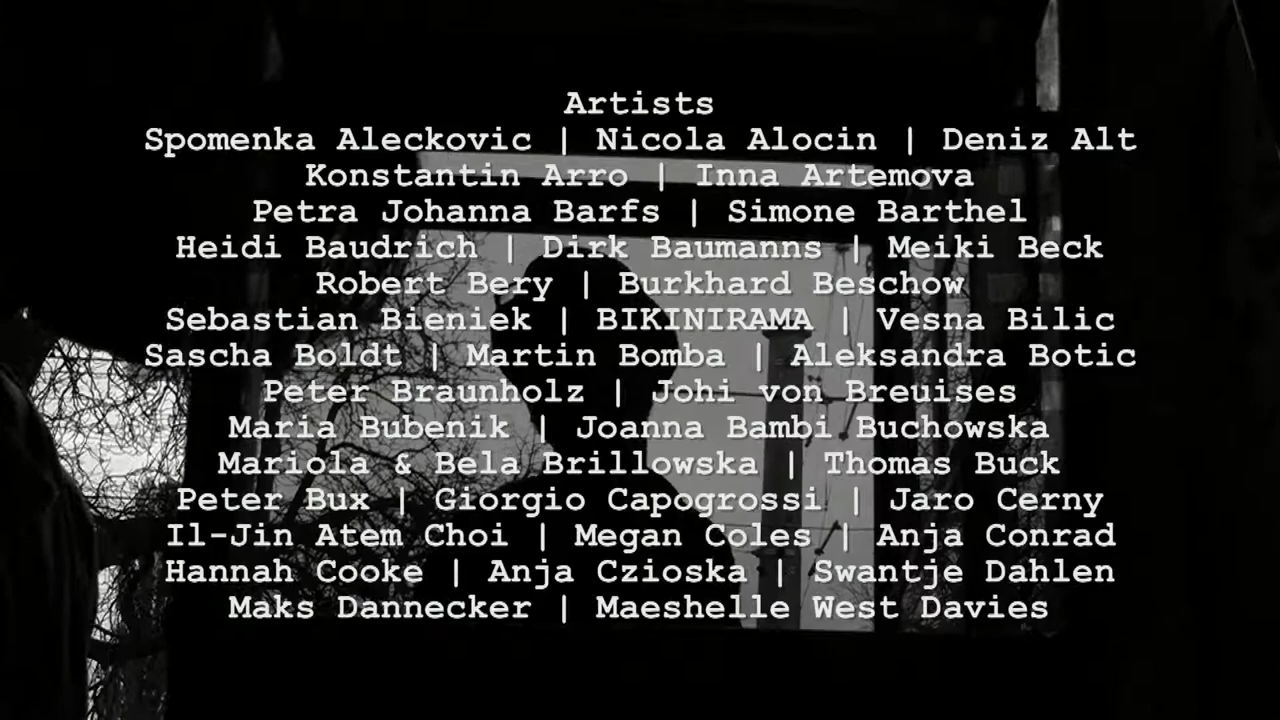 Artists
Spomenka Aleckovic | Nicola Alocin | Deniz Alt
Konstantin Arro | Inna Artemova
Petra Johanna Barfs | Simone Barthel
Heidi Baudrich | Dirk Baumanns | Meiki Beck
Robert Bery | Burkhard Beschow
Sebastian Bieniek | BIKINIRAMA | Vesna Bilic
Sascha Boldt | Martin Bomba | Aleksandra Botic
Peter Braunholz | Johi von Breuises
Maria Bubenik | Joanna Bambi Buchowska
Mariola & Bela Brillowska | Thomas Buck
Peter Bux | Giorgio Capogrossi | Jaro Cerny
Il-Jin Atem Choi | Megan Coles | Anja Conrad
Hannah Cooke | Anja Czioska | Swantje Dahlen
Maks Dannecker | Maeshelle West Davies